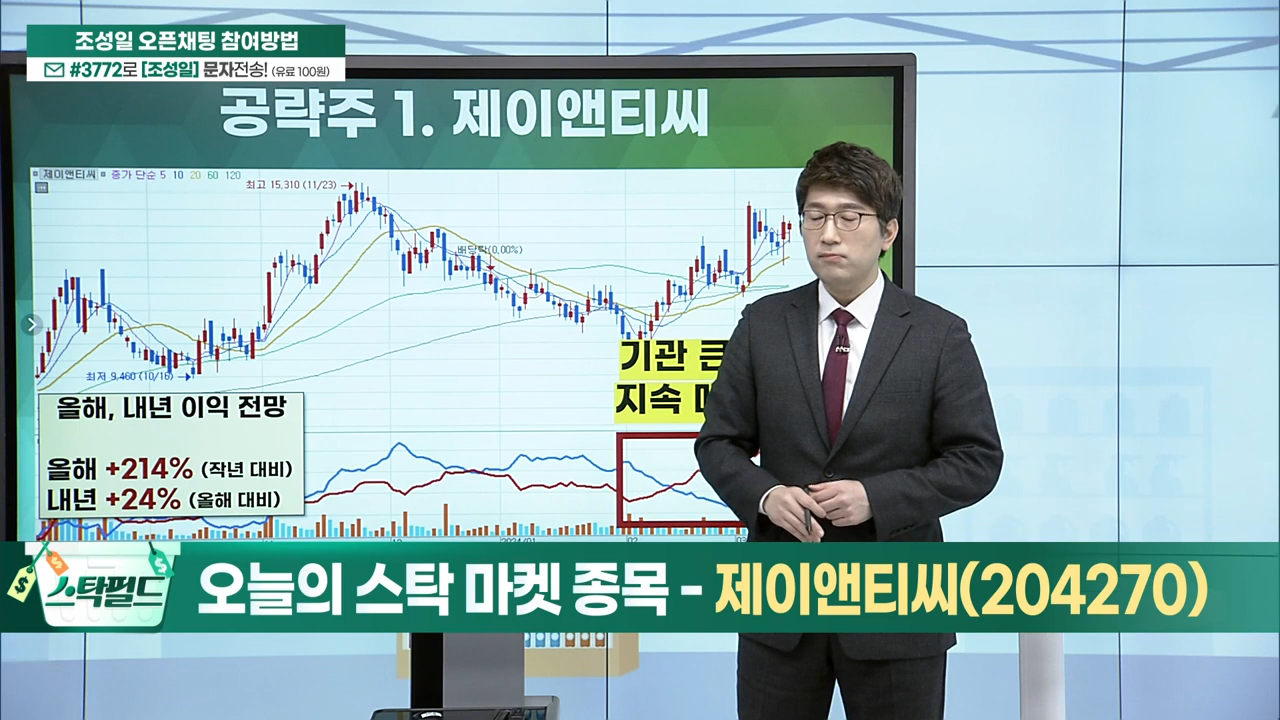 조성일 오픈채팅 참여방법
#3772로 [조성일] 문자전송! (유료 100원)
공략주 1. 제이앤티씨
제이앤티씨 종가 단순 5 10 20 60 120
최고 15,310 (11/23)
배당락(0.00%)
최저 9,460 (10/16)
기관 큰
지속
올해, 내년 이익 전망
올해 +214% (작년 대비)
내년 +24% (올해 대비)
2024/01
02
03
스탁필드
오늘의 스탁 마켓 종목 - 제이앤티씨(204270)